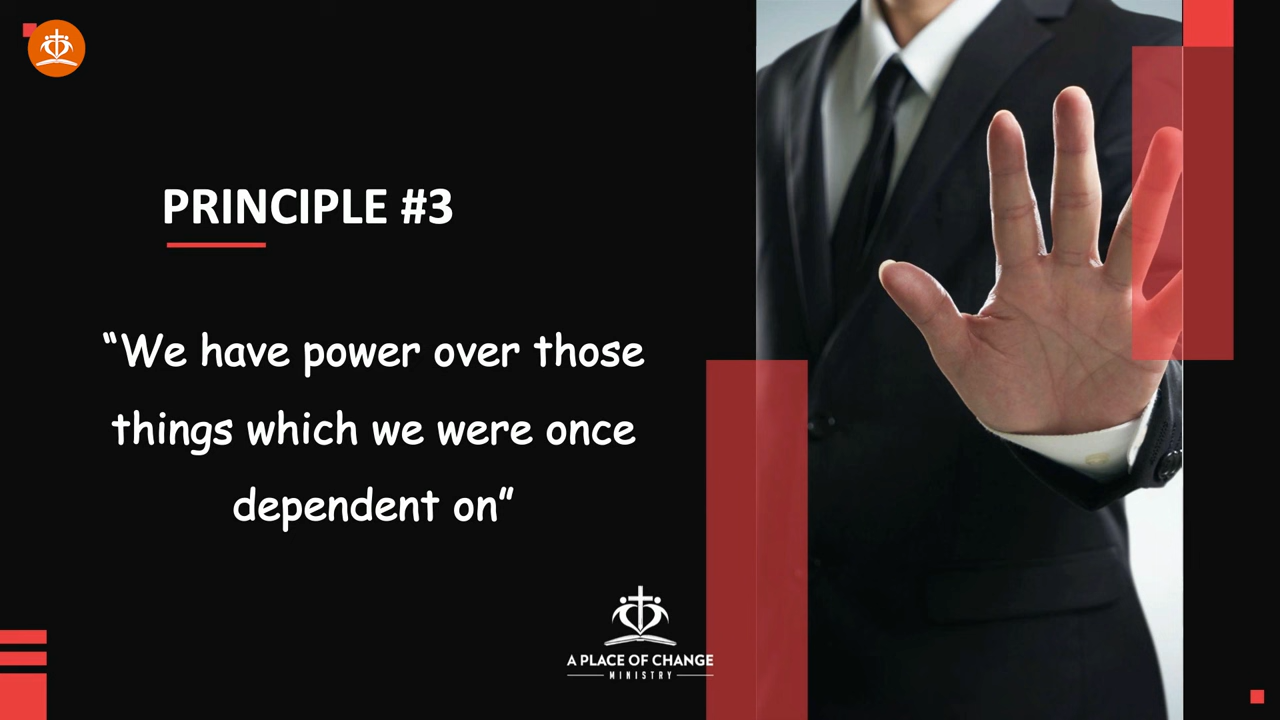 PRINCIPLE #3
“We have power over those
things which we were once
dependent on”
A PLACE OF CHANGE
MINISTRY